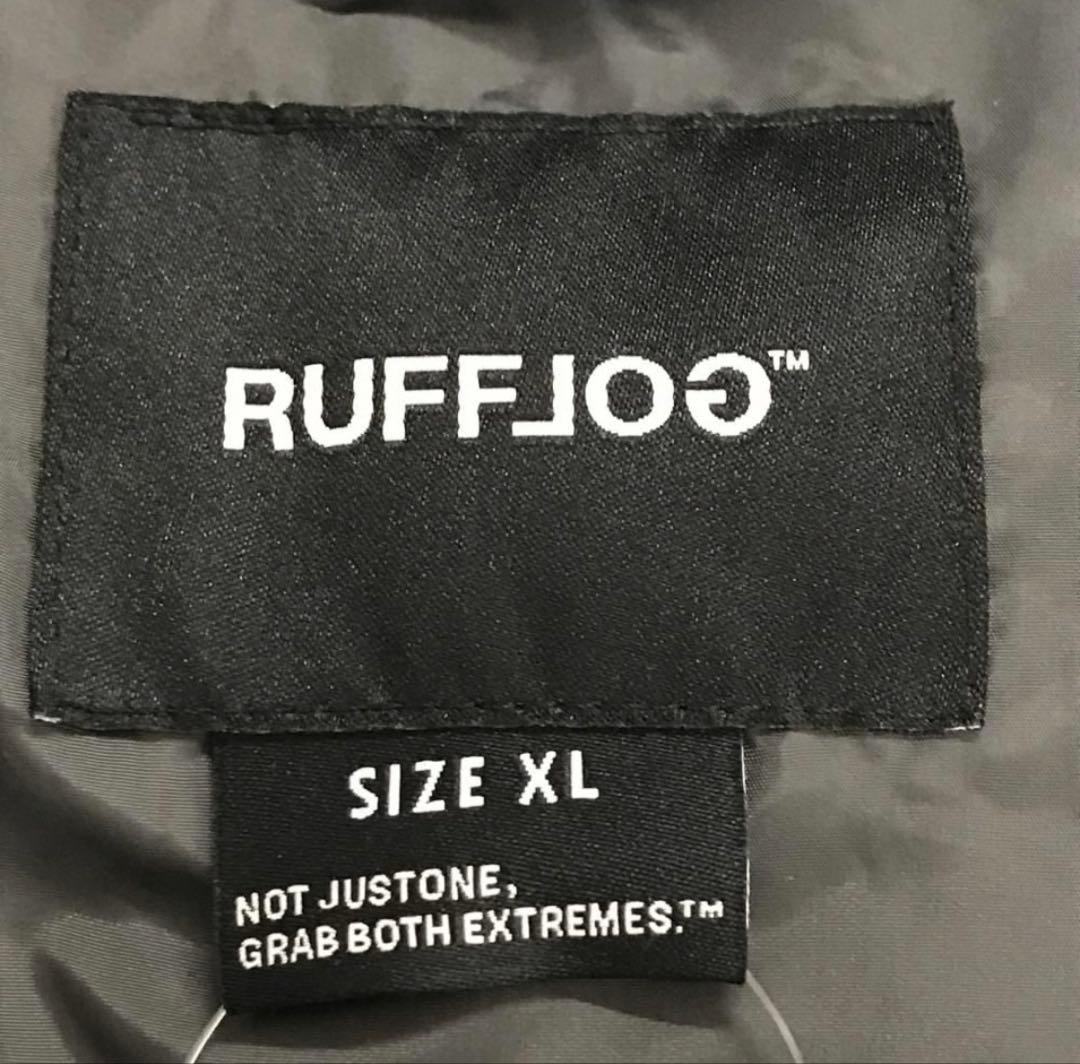 RUFFLOG™
SIZE XL
NOT JUSTONE,
GRAB BOTH EXTREMES.™